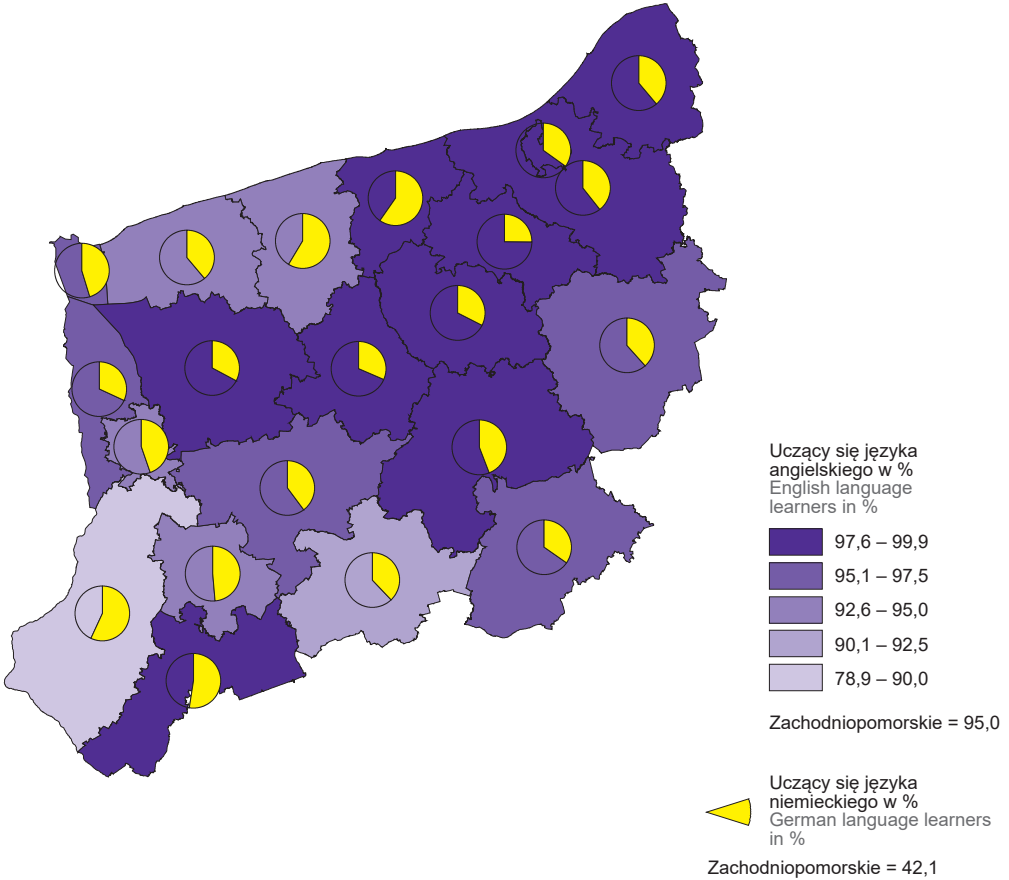 Uczący się języka
angielskiego w %
English language
learners in %
97,6 – 99,9
95,1 – 97,5
92,6 – 95,0
90,1 – 92,5
78,9 – 90,0
Zachodniopomorskie = 95,0
Uczący się języka
niemieckiego w %
German language learners
in %
Zachodniopomorskie = 42,1